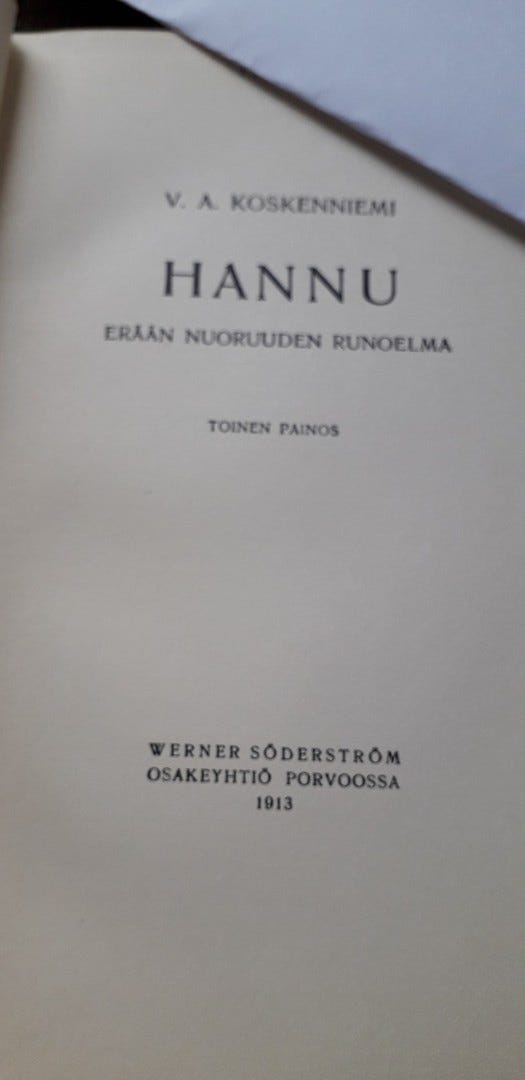 V. A. KOSKENNIEMI
HANNU
ERÄÄN NUORUUDEN RUNOELMA
TOINEN PAINOS
WERNER SÖDERSTRÖM
OSAKEYHTIÖ PORVOOSSA
1913